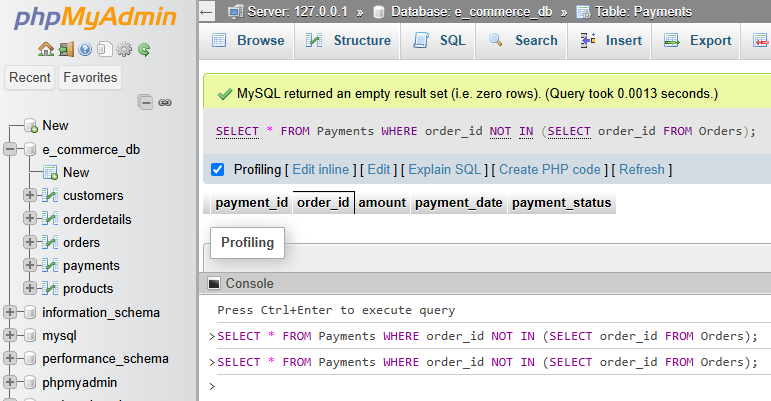 phpMyAdmin
Recent Favorites
New
e_commerce_db
New
customers
orderdetails
orders
payments
products
information_schema
mysql
performance_schema
phpmyadmin
Server: 127.0.0.1 » Database: e_commerce_db » Table: Payments
Browse Structure SQL Search Insert Export
MySQL returned an empty result set (i.e. zero rows). (Query took 0.0013 seconds.)
SELECT * FROM Payments WHERE order_id NOT IN (SELECT order_id FROM Orders);
Profiling [ Edit inline ] [ Edit ] [ Explain SQL ] [ Create PHP code ] [ Refresh ]
payment_id order_id amount payment_date payment_status
Profiling
Console
Press Ctrl+Enter to execute query
>SELECT * FROM Payments WHERE order_id NOT IN (SELECT order_id FROM Orders);
>SELECT * FROM Payments WHERE order_id NOT IN (SELECT order_id FROM Orders);
>